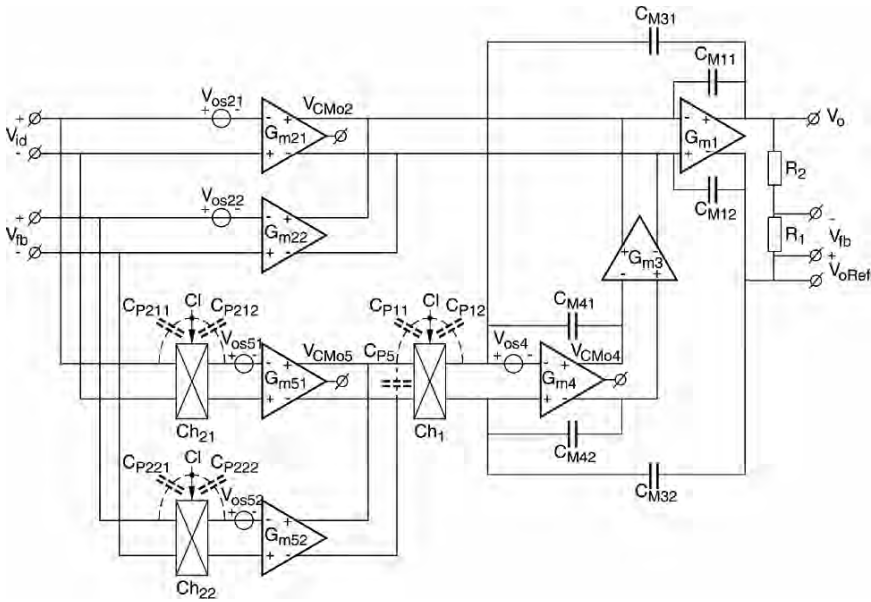 CM31
CM11
Vos21
VCMo2
+
+ -
- +
- +
Vo
Vid
Gm21
Gm1
-
+ -
+ -
R2
Vos22
CM12
+
+ -
- +
-
Vfb
Gm22
+
Gm3
R1
Vfb
-
+ -
- +
+
VoRef
Cl
Cl
CP211
CP212
CP11
CP12
CM41
Vos51
VCMo5
CP5
Vos4
VCMo4
+ -
- +
+ -
- +
Gm51
Gm4
+ -
+ -
Ch21
Ch1
Cl
CM42
CP221
CP222
CM32
Vos52
+ -
- +
Gm52
+ -
Ch22